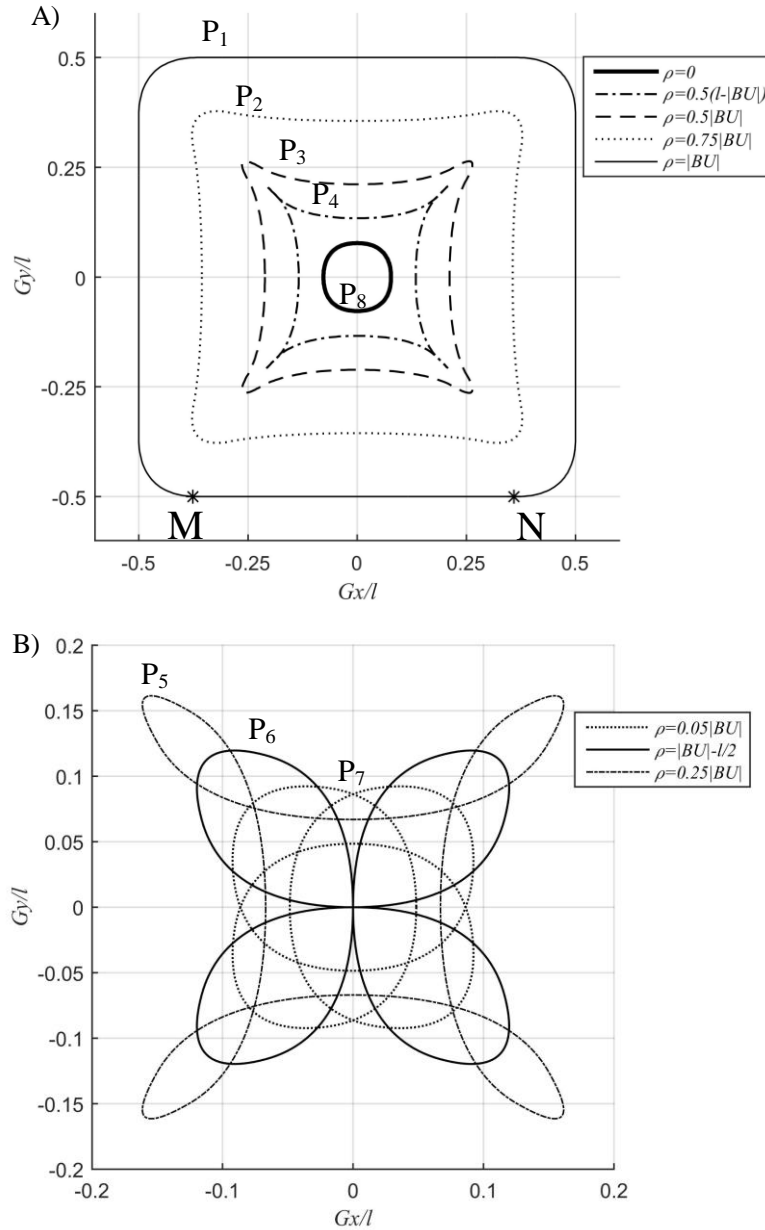 A)
P1
P2
P3
P4
P8
M
N
0.5
0.25
0
-0.25
-0.5
Gy/l
-0.5
-0.25
0
0.25
0.5
Gx/l
ρ=0
ρ=0.5(l-|BU|)
ρ=0.5|BU|
ρ=0.75|BU|
ρ=|BU|
B)
P5
P6
P7
0.2
0.15
0.1
0.05
0
-0.05
-0.1
-0.15
-0.2
Gy/l
-0.2
-0.1
0
0.1
0.2
Gx/l
ρ=0.05|BU|
ρ=|BU|-l/2
ρ=0.25|BU|